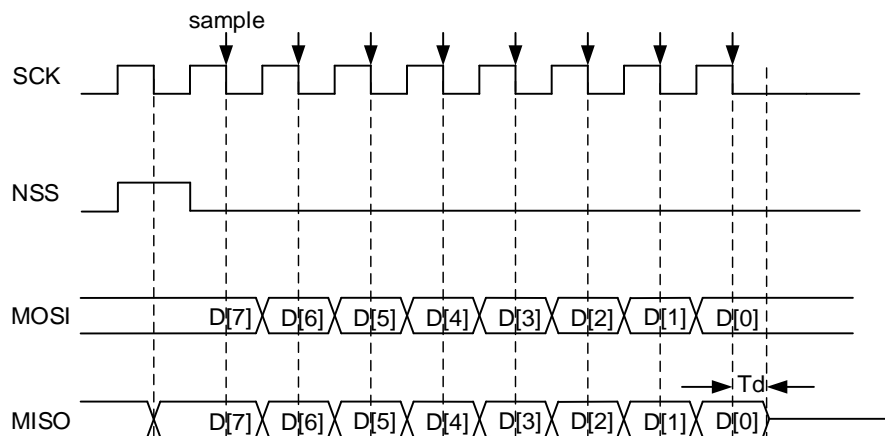 sample
SCK
NSS
MOSI D[7] D[6] D[5] D[4] D[3] D[2] D[1] D[0]
Td
MISO D[7] D[6] D[5] D[4] D[3] D[2] D[1] D[0]